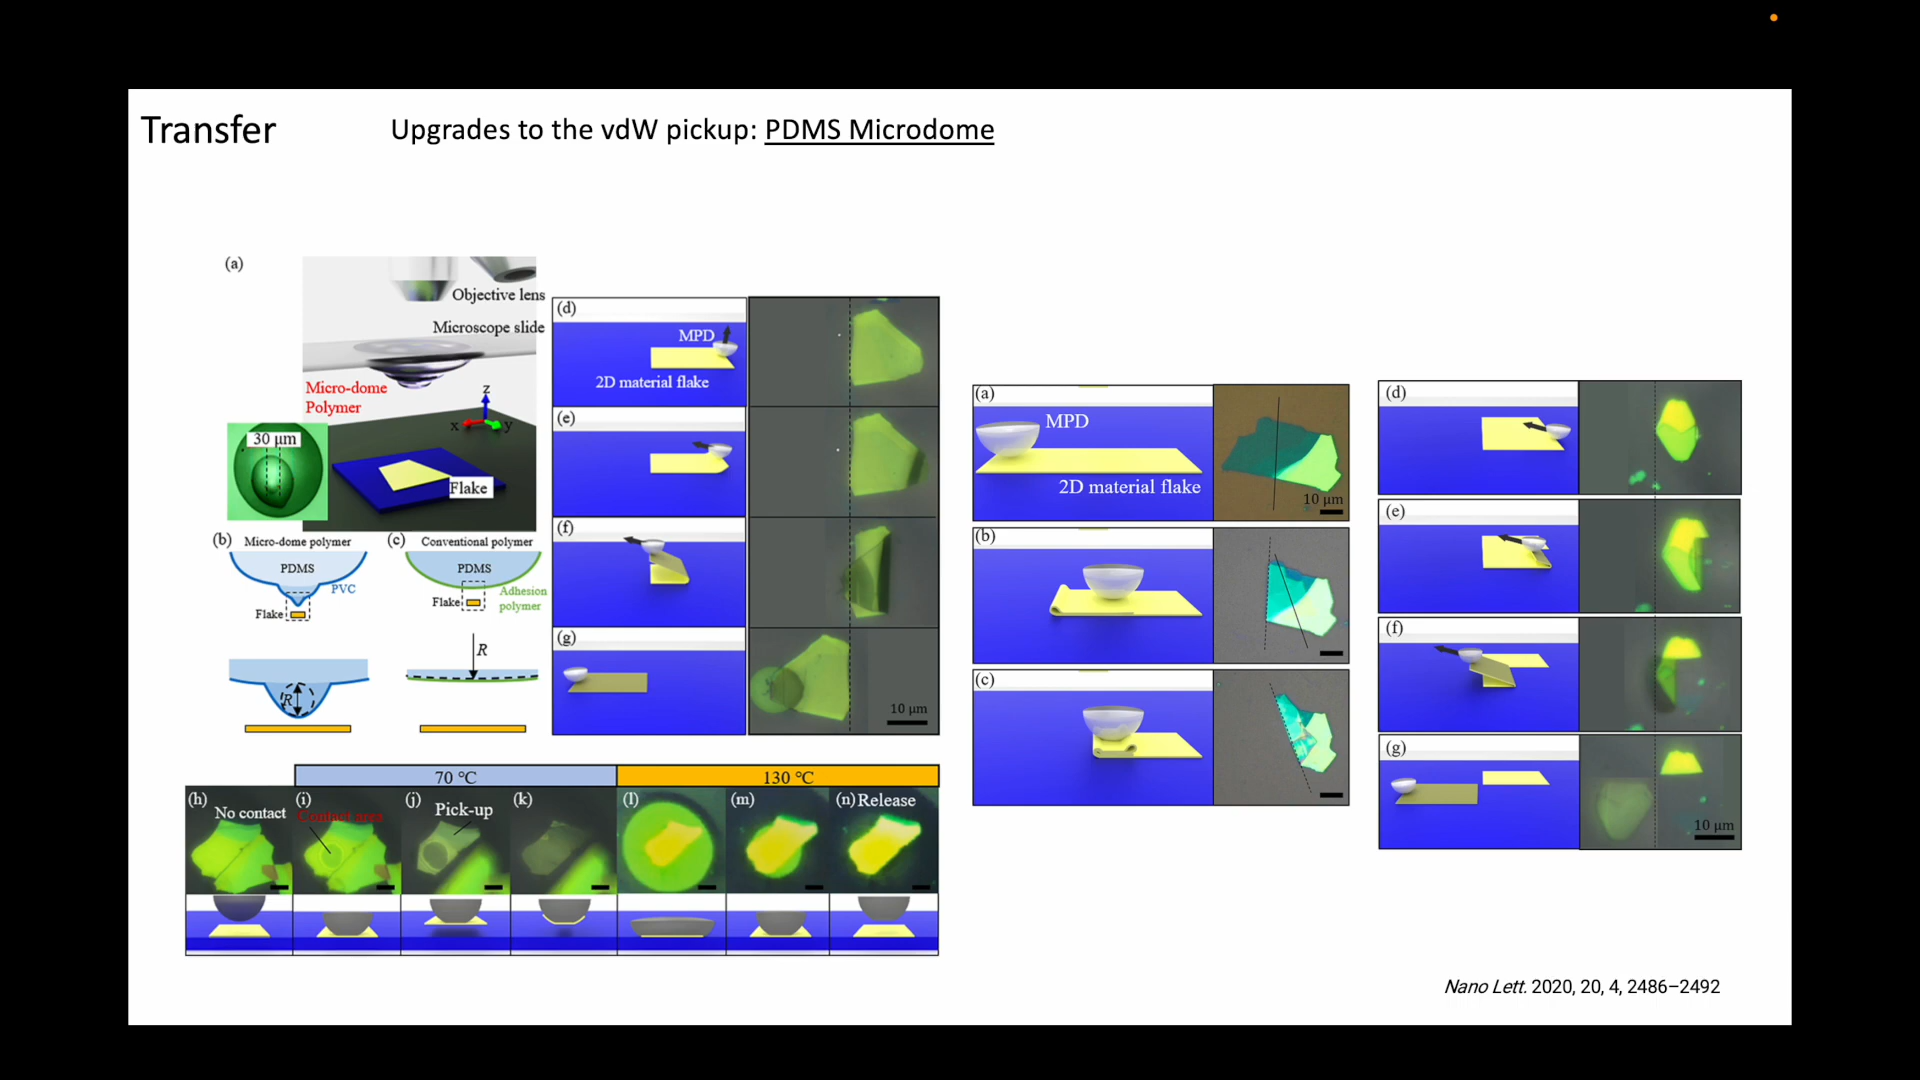 Transfer
Upgrades to the vdW pickup: PDMS Microdome
(a)
Objective lens
Microscope slide
Micro-dome
Polymer
z
x
y
30 μm
Flake
(b)
Micro-dome polymer
PDMS
PVC
Flake
R
(c)
Conventional polymer
PDMS
Adhesion
polymer
Flake
R
(d)
MPD
2D material flake
(e)
(f)
(g)
10 μm
70 ℃
130 ℃
(h)
No contact
(i)
Contact area
(j)
Pick-up
(k)
(l)
(m)
(n) Release
(a)
MPD
2D material flake
10 μm
(b)
(c)
(d)
(e)
(f)
(g)
10 μm
Nano Lett. 2020, 20, 4, 2486–2492